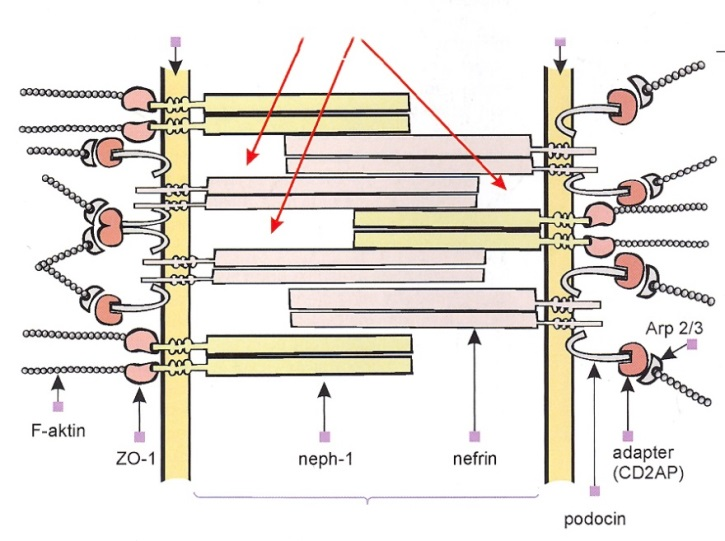 Arp 2/3
F-aktin
ZO-1
neph-1
nefrin
adapter
(CD2AP)
podocin